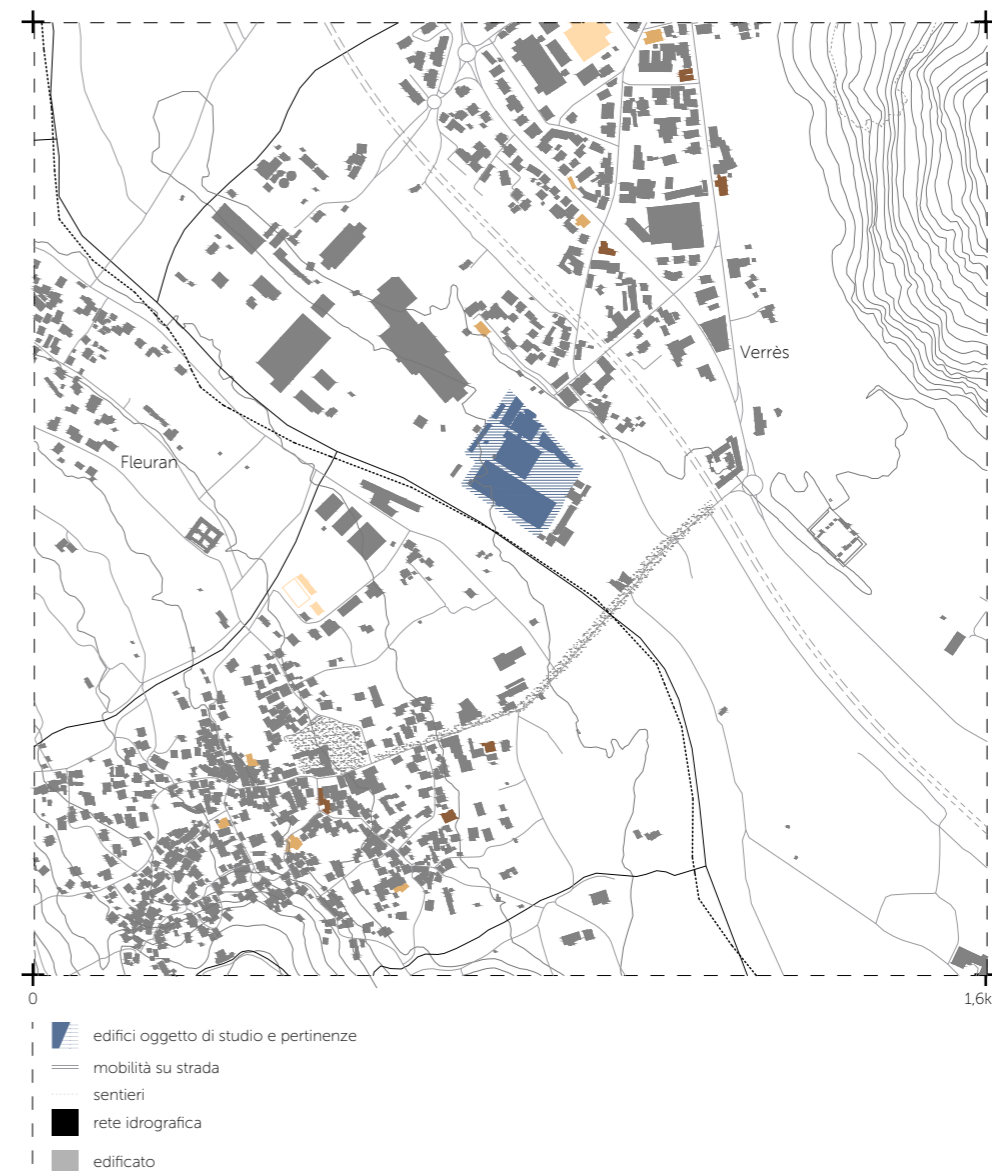 Verrès
Fleuran
0
1,6k
edifici oggetto di studio e pertinenze
mobilità su strada
sentieri
rete idrografica
edificato